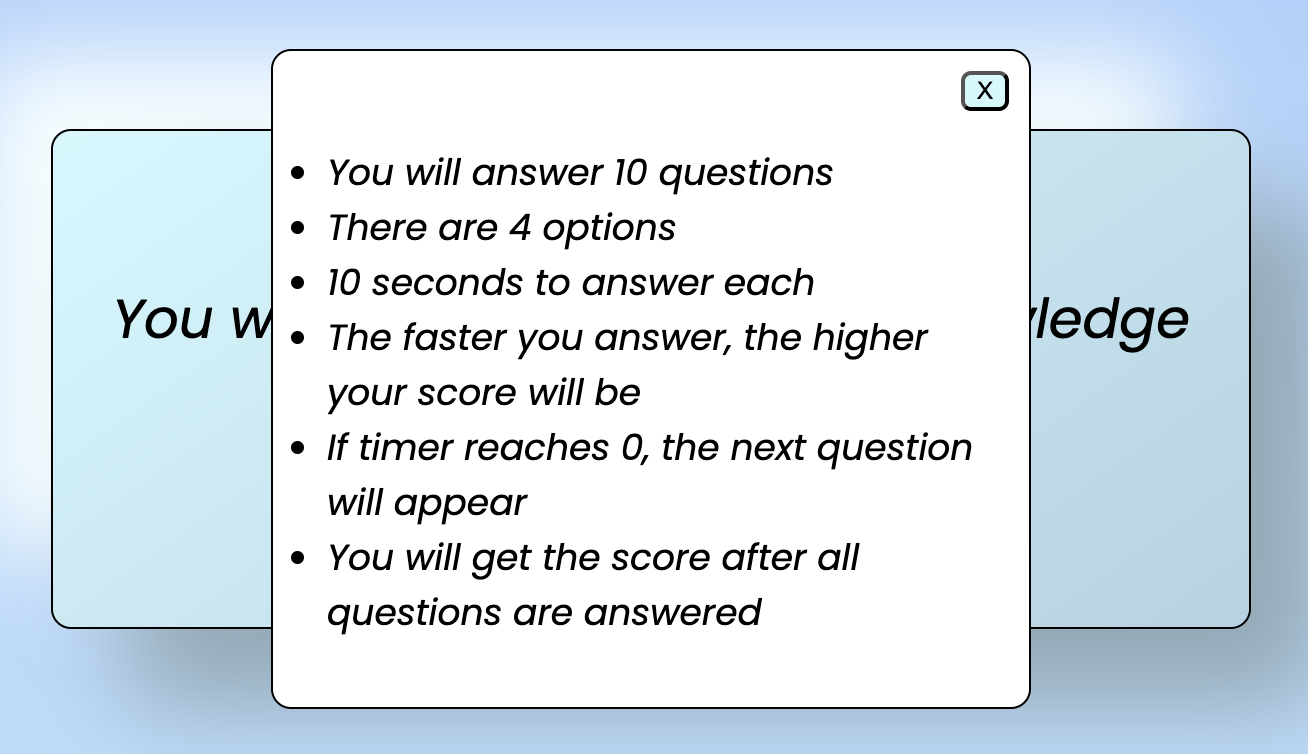 X
You will answer 10 questions
There are 4 options
10 seconds to answer each
The faster you answer, the higher
your score will be
If timer reaches 0, the next question
will appear
You will get the score after all
questions are answered
You